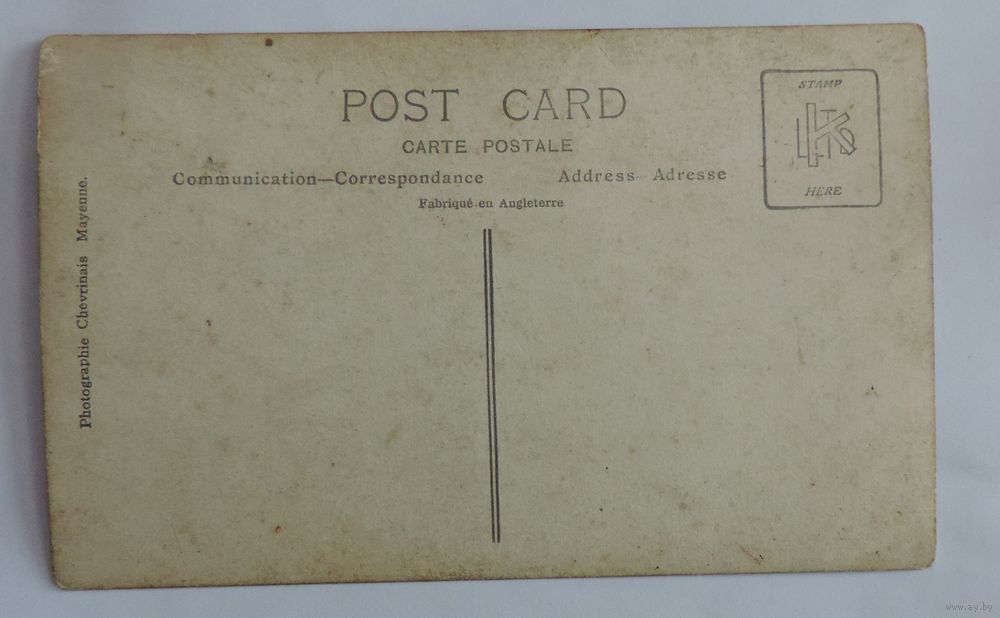 POST CARD
CARTE POSTALE
Communication—Correspondance
Address Adresse
Fabriqué en Angleterre
STAMP
HERE
Photographie Chevrinais Mayenne.
www.ay.by